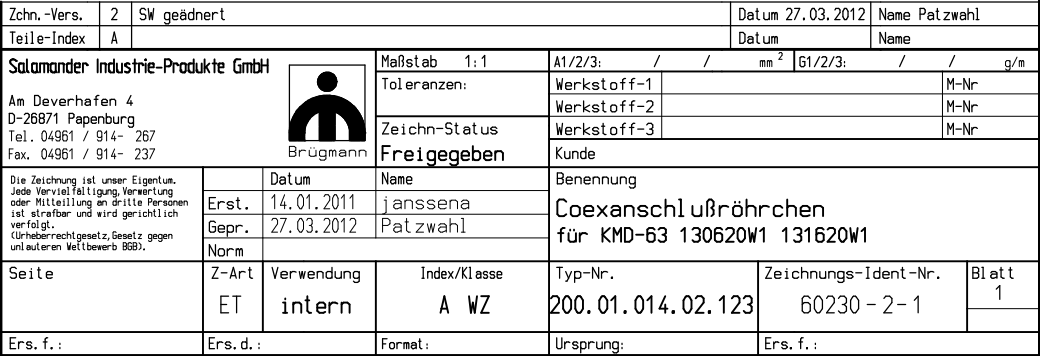 Zchn.-Vers. 2 SW geädnert Datum 27.03.2012 Name Patzwahl
Teile-Index A Datum Name
Salamander Industrie-Produkte GmbH
Am Deverhafen 4
D-26871 Papenburg
Tel. 04961 / 914- 267
Fax. 04961 / 914- 237
Brügmann
Maßstab 1:1
Toleranzen:
Zeichn-Status
Freigegeben
A1/2/3: / / mm² G1/2/3: / / g/m
Werkstoff-1 M-Nr
Werkstoff-2 M-Nr
Werkstoff-3 M-Nr
Kunde
Die Zeichnung ist unser Eigentum.
Jede Vervielfältigung, Verwertung
oder Mitteillung an dritte Personen
ist strafbar und wird gerichtlich
verfolgt.
(Urheberrechtgesetz, Gesetz gegen
unlauteren Wettbewerb BGB).
Datum Name
Erst. 14.01.2011 janssena
Gepr. 27.03.2012 Patzwahl
Norm
Benennung
Coexanschlußröhrchen
für KMD-63 130620W1 131620W1
Seite Z-Art Verwendung Index/Klasse Typ-Nr. Zeichnungs-Ident-Nr. Blatt
ET intern A WZ 200.01.014.02.123 60230-2-1 1
Ers.f.: Ers.d.: Format: Ursprung: Ers.f.: